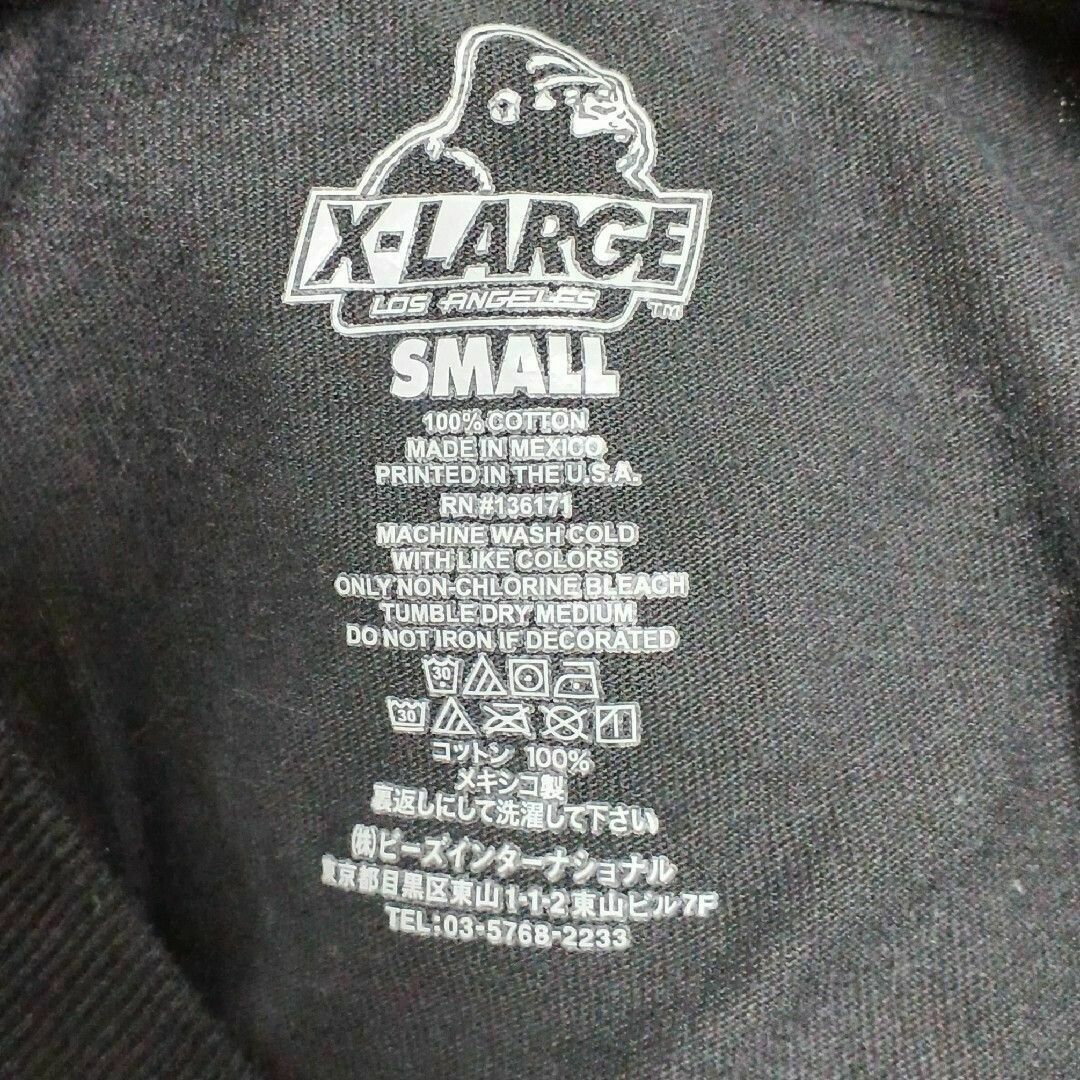 X-LARGE
LOS ANGELES
TM
SMALL
100% COTTON
MADE IN MEXICO
PRINTED IN THE U.S.A.
RN #136171
MACHINE WASH COLD
WITH LIKE COLORS
ONLY NON-CHLORINE BLEACH
TUMBLE DRY MEDIUM
DO NOT IRON IF DECORATED
30
30
コットン 100%
メキシコ製
裏返しにして洗濯して下さい
㈱ビーズインターナショナル
東京都目黒区東山1-1-2東山ビル7F
TEL:03-5768-2233